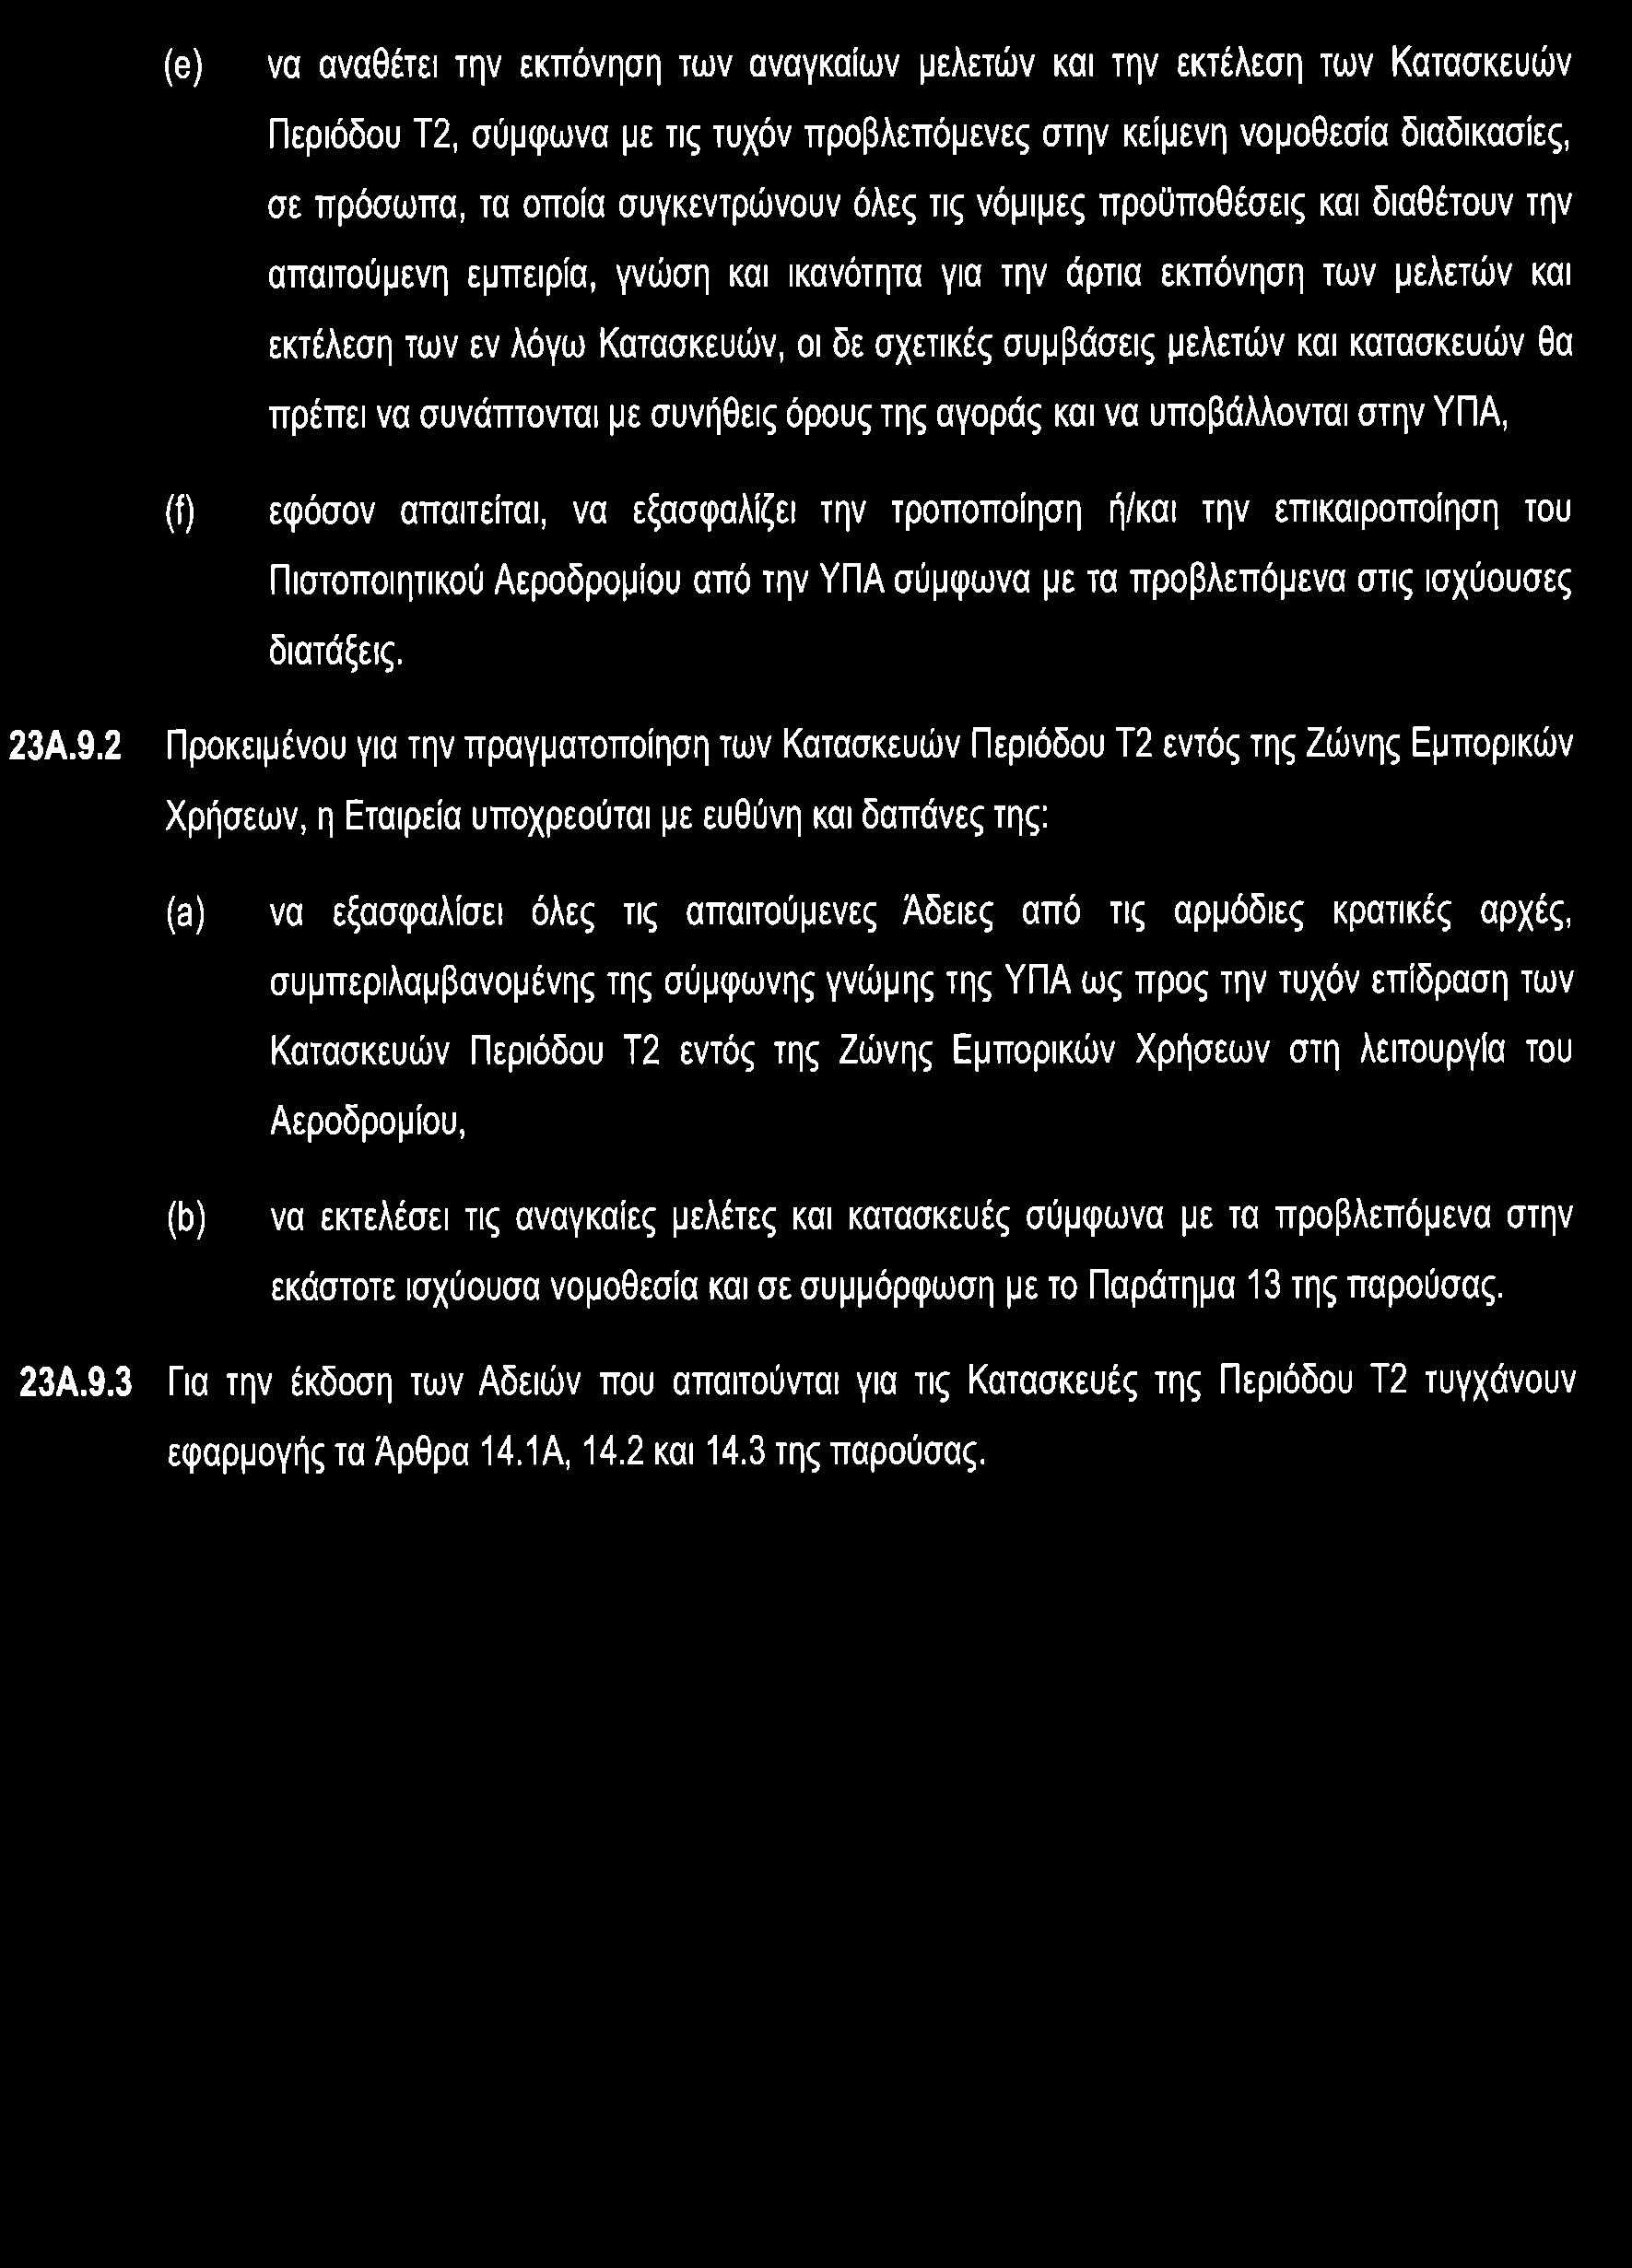 (e) να αναθέτει την εκπόνηση των αναγκαίων μελετών και την εκτέλεση των Κατασκευών
Περιόδου Τ2, σύμφωνα με τις τυχόν προβλεπόμενες στην κείμενη νομοθεσία διαδικασίες,
σε πρόσωπα, τα οποία συγκεντρώνουν όλες τις νόμιμες προϋποθέσεις και διαθέτουν την
απαιτούμενη εμπειρία, γνώση και ικανότητα για την άρτια εκπόνηση των μελετών και
εκτέλεση των εν λόγω Κατασκευών, οι δε σχετικές συμβάσεις μελετών και κατασκευών θα
πρέπει να συνάπτονται με συνήθεις όρους της αγοράς και να υποβάλλονται στην ΥΠΑ,
(f) εφόσον απαιτείται, να εξασφαλίζει την τροποποίηση ή/και την επικαιροποίηση του
Πιστοποιητικού Αεροδρομίου από την ΥΠΑ σύμφωνα με τα προβλεπόμενα στις ισχύουσες
διατάξεις.
23Α.9.2 Προκειμένου για την πραγματοποίηση των Κατασκευών Περιόδου Τ2 εντός της Ζώνης Εμπορικών
Χρήσεων, η Εταιρεία υποχρεούται με ευθύνη και δαπάνες της:
(a) να εξασφαλίσει όλες τις απαιτούμενες Άδειες από τις αρμόδιες κρατικές αρχές,
συμπεριλαμβανομένης της σύμφωνης γνώμης της ΥΠΑ ως προς την τυχόν επίδραση των
Κατασκευών Περιόδου Τ2 εντός της Ζώνης Εμπορικών Χρήσεων στη λειτουργία του
Αεροδρομίου,
(b) να εκτελέσει τις αναγκαίες μελέτες και κατασκευές σύμφωνα με τα προβλεπόμενα στην
εκάστοτε ισχύουσα νομοθεσία και σε συμμόρφωση με το Παράτημα 13 της παρούσας.
23Α.9.3 Για την έκδοση των Αδειών που απαιτούνται για τις Κατασκευές της Περιόδου Τ2 τυγχάνουν
εφαρμογής τα Άρθρα 14.1Α, 14.2 και 14.3 της παρούσας.